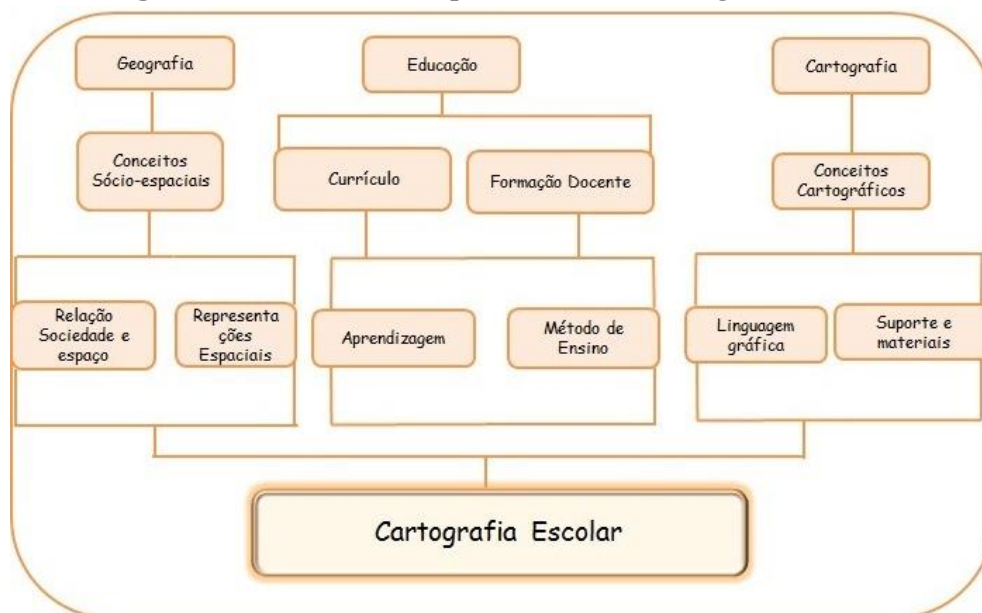 Geografia
Educação
Cartografia
Conceitos
Sócio-espaciais
Currículo
Formação Docente
Conceitos
Cartográficos
Relação
Sociedade e
espaço
Representa
ções
Espaciais
Aprendizagem
Método de
Ensino
Linguagem
gráfica
Suporte e
materiais
Cartografia Escolar